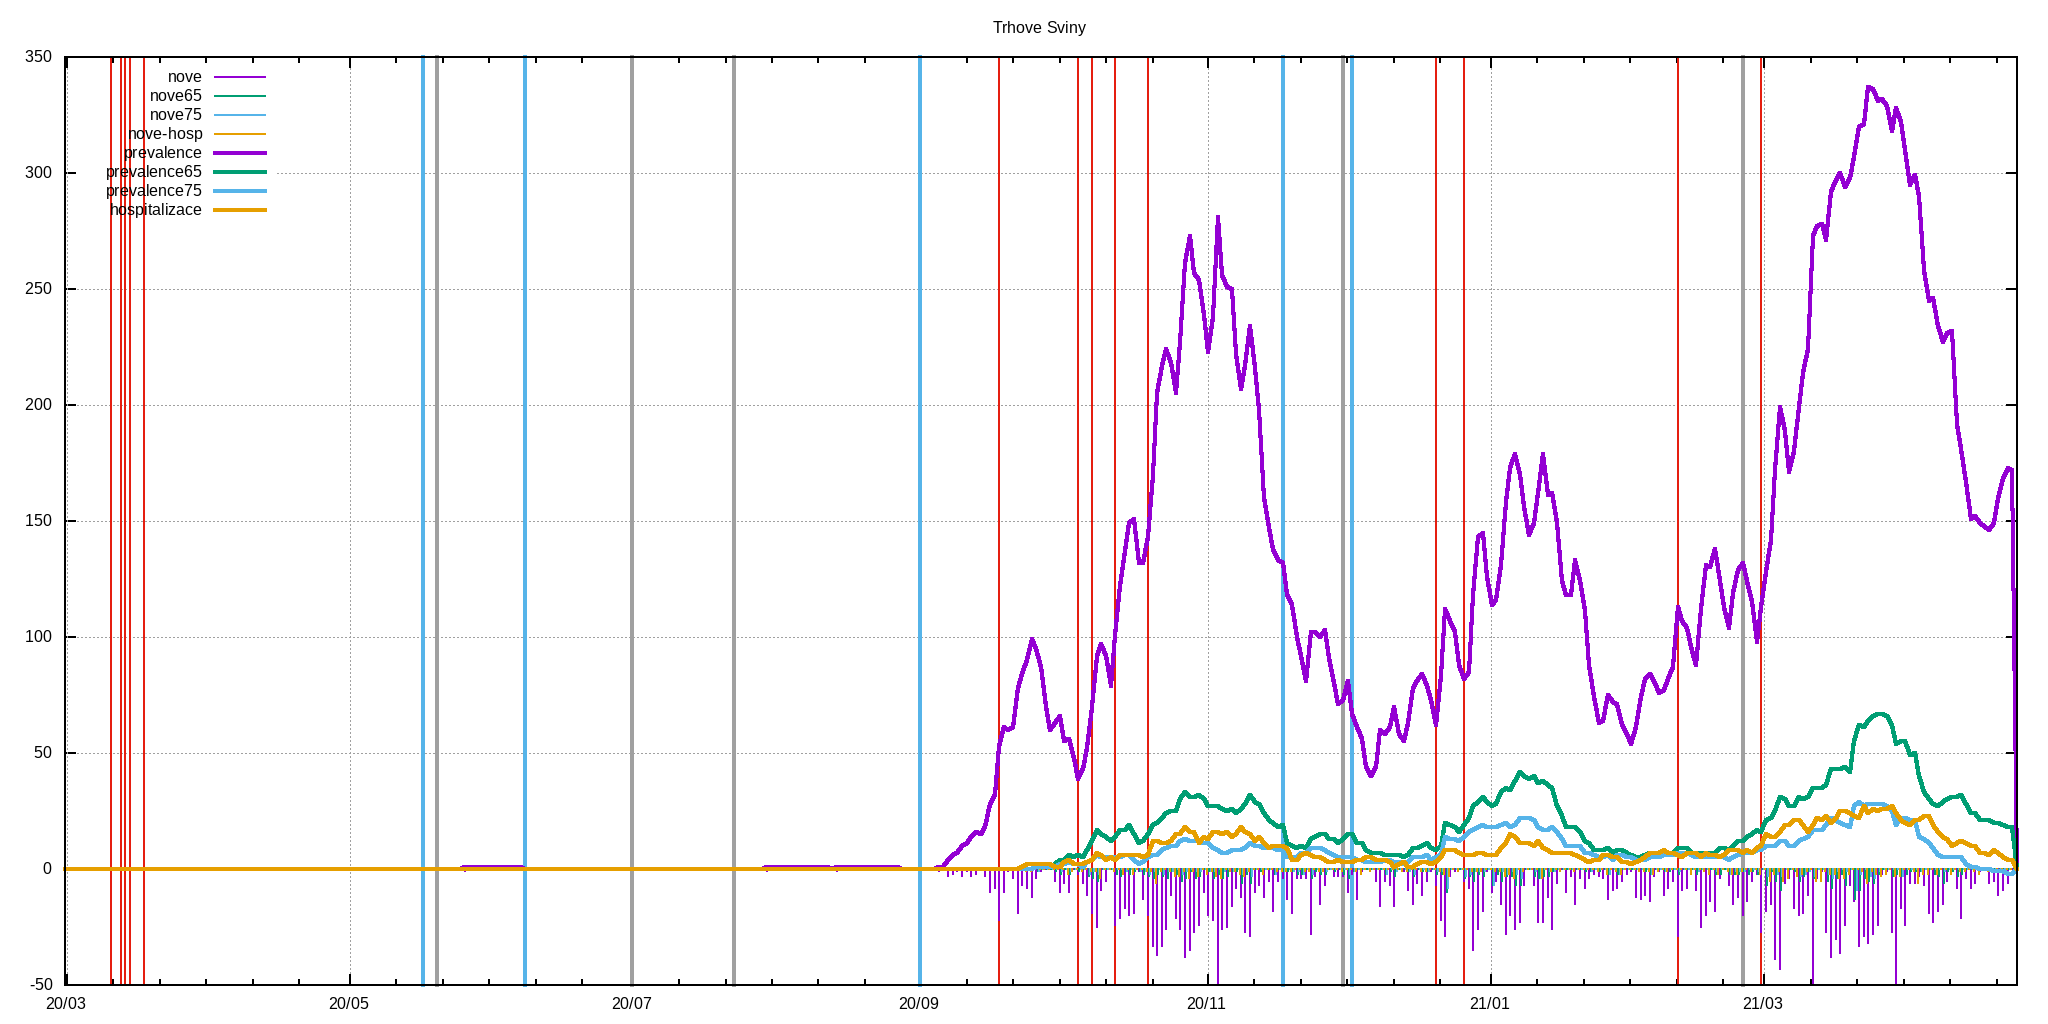 Trhove Sviny
350
300
250
200
150
100
50
0
-50
nove
nove65
nove75
nove-hosp
prevalence
prevalence65
prevalence75
hospitalizace
20/03 20/05 20/07 20/09 20/11 21/01 21/03